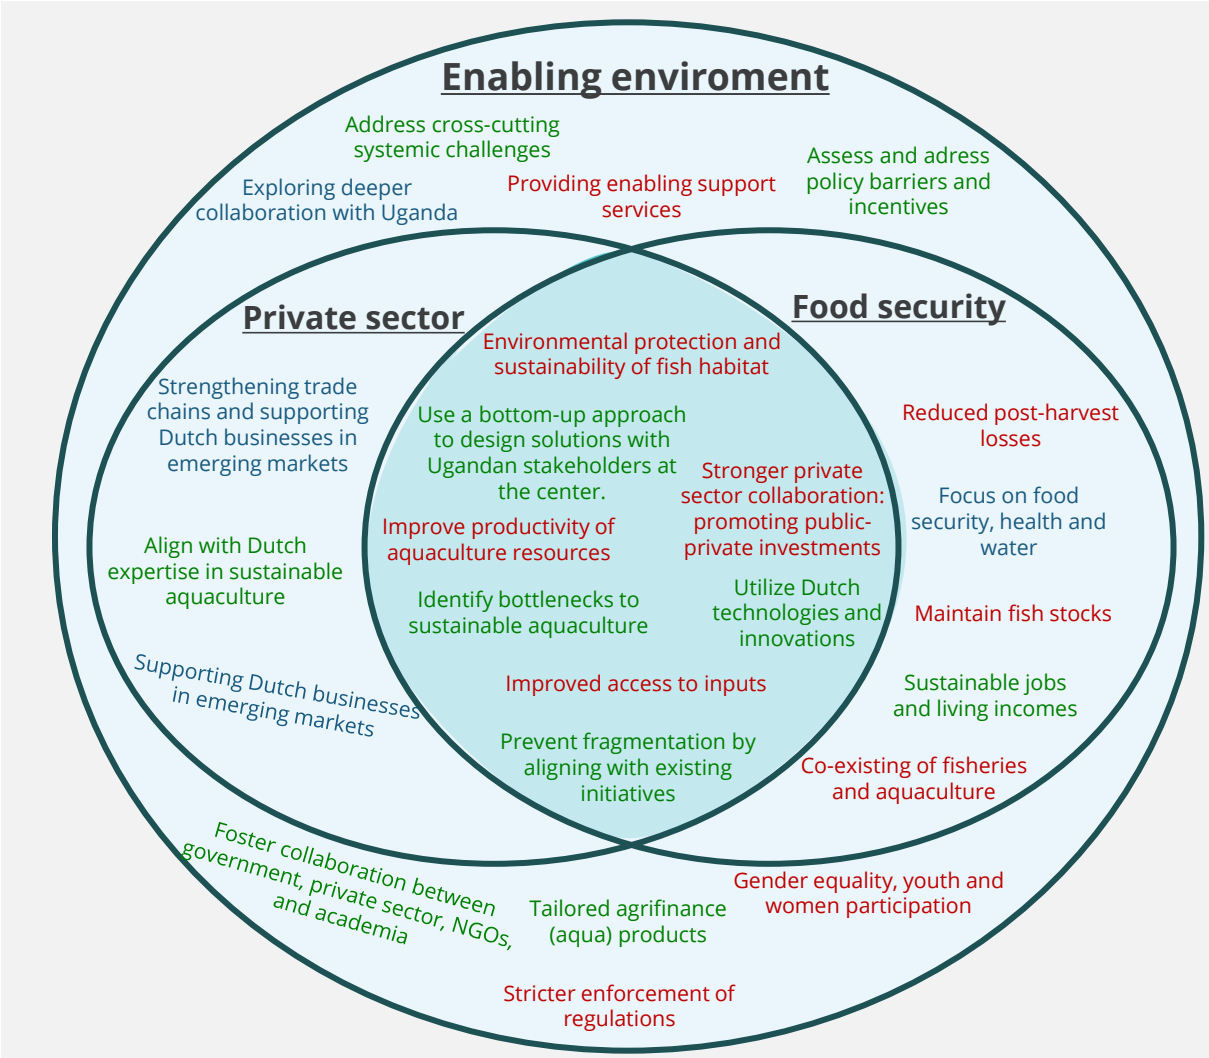 Enabling enviroment
Address cross-cutting
systemic challenges
Assess and adress
policy barriers and
incentives
Exploring deeper
collaboration with Uganda
Providing enabling support
services
Private sector
Food security
Strengthening trade
chains and supporting
Dutch businesses in
emerging markets
Align with Dutch
expertise in sustainable
aquaculture
Supporting Dutch businesses
in emerging markets
Environmental protection and
sustainability of fish habitat
Use a bottom-up approach
to design solutions with
Ugandan stakeholders at
the center.
Stronger private
sector collaboration:
promoting public-
private investments
Improve productivity of
aquaculture resources
Identify bottlenecks to
sustainable aquaculture
Utilize Dutch
technologies and
innovations
Improved access to inputs
Prevent fragmentation by
aligning with existing
initiatives
Reduced post-harvest
losses
Focus on food
security, health and
water
Maintain fish stocks
Sustainable jobs
and living incomes
Co-existing of fisheries
and aquaculture
Foster collaboration between
government, private sector, NGOs,
and academia
Tailored agrifinance
(aqua) products
Gender equality, youth and
women participation
Stricter enforcement of
regulations